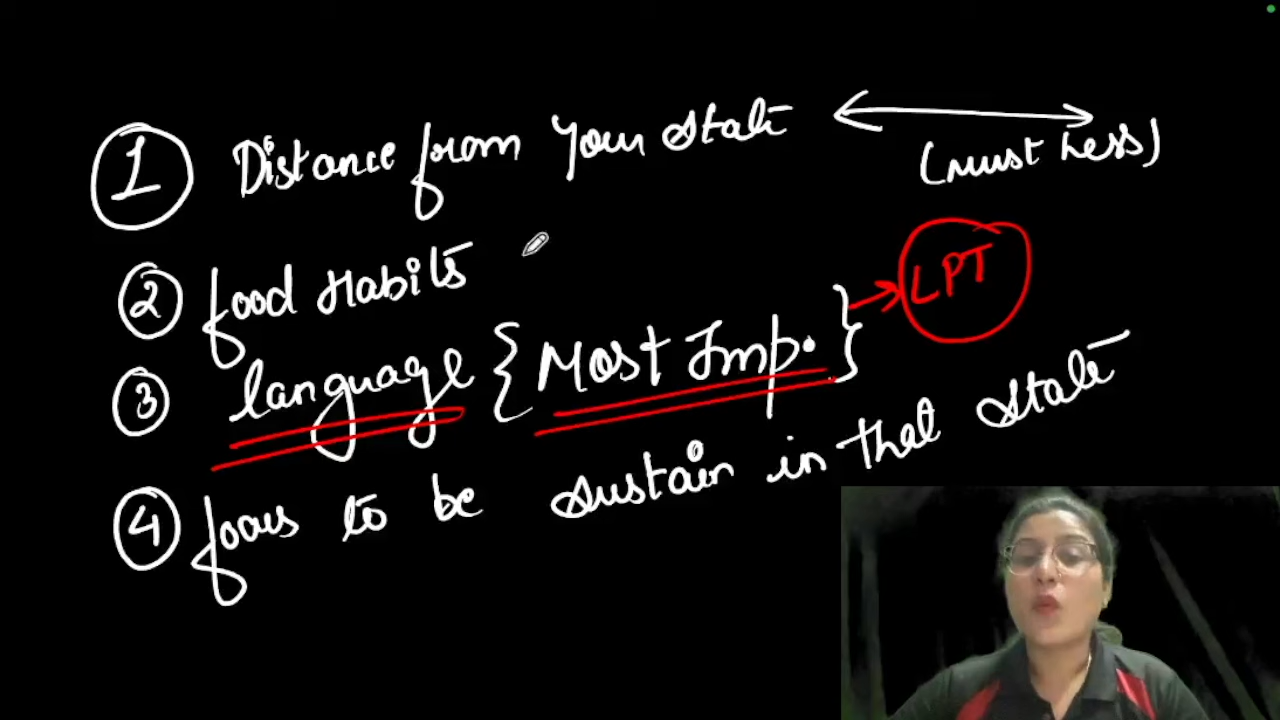 1 Distance from Your State
(must Less)
2 food Habits
LPT
3 language { Most Imp. }
4 focus to be sustain in that state